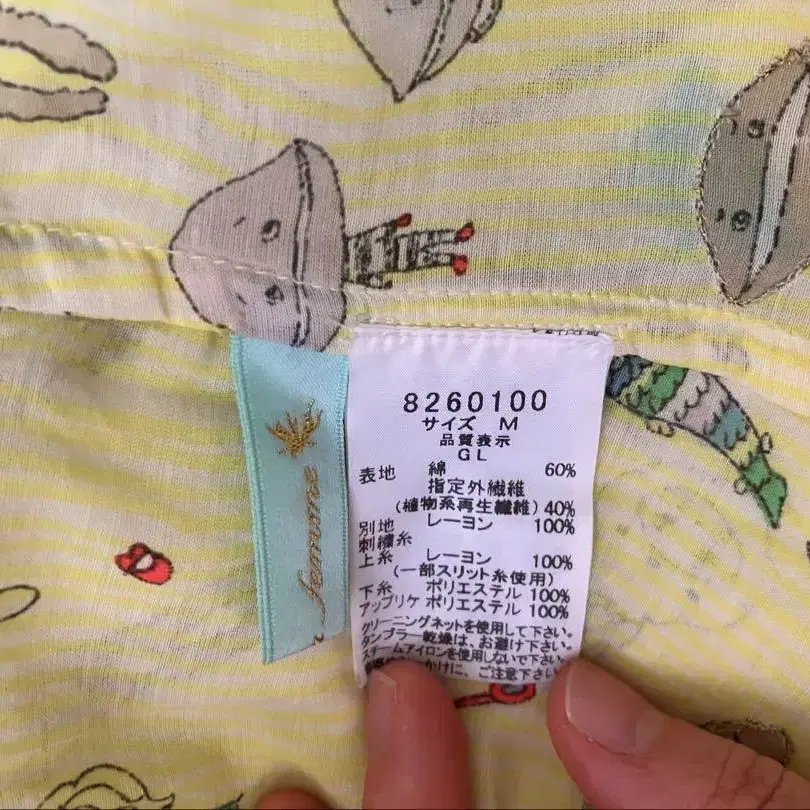 8260100
サイズ M
品質表示
GL
表地 綿 60%
指定外繊維
(植物系再生繊維) 40%
別地 レーヨン 100%
刺繍糸
上糸 レーヨン 100%
(一部スリット糸使用)
下糸 ポリエステル 100%
アップリケ ポリエステル 100%
クリーニングネットを使用して下さい。
タンブラー乾燥は、お避け下さい。
スチームアイロンを使用しないで下さい。
かけに、ご注意下さい
femme